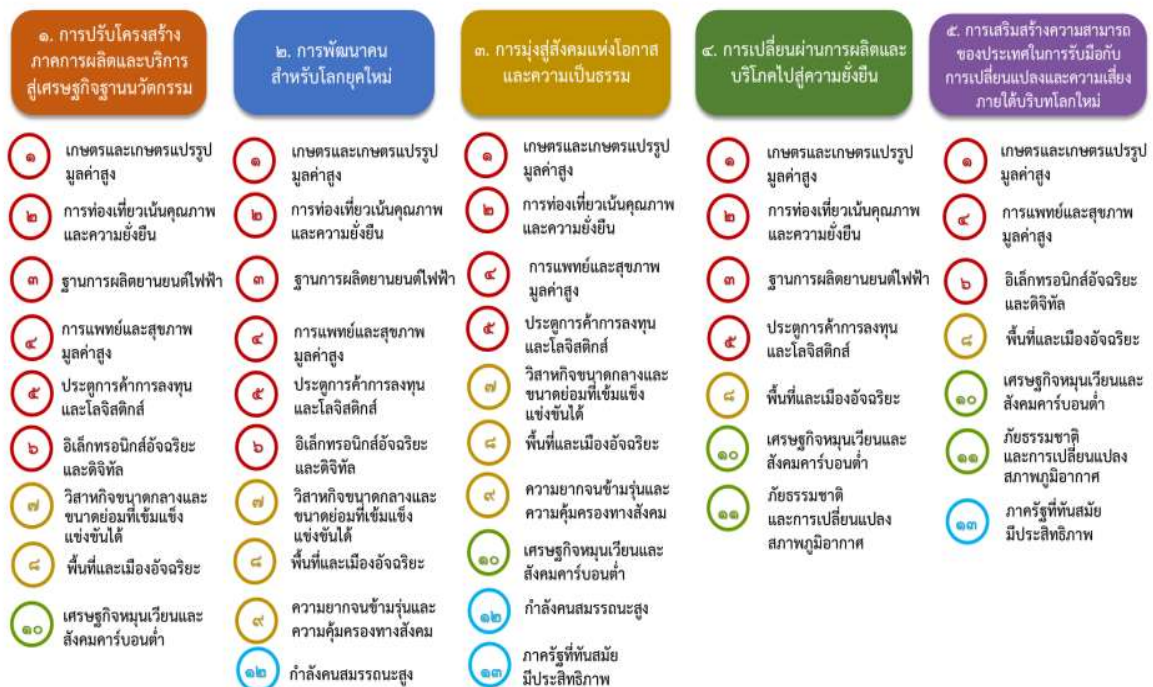 ๑. การปรับโครงสร้าง
ภาคการผลิตและบริการ
สู่เศรษฐกิจฐานนวัตกรรม
๑
เกษตรและเกษตรแปรรูป
มูลค่าสูง
๒
การท่องเที่ยวเน้นคุณภาพ
และความยั่งยืน
๓
ฐานการผลิตยานยนต์ไฟฟ้า
๔
การแพทย์และสุขภาพ
มูลค่าสูง
๕
ประตูการค้าการลงทุน
และโลจิสติกส์
๖
อิเล็กทรอนิกส์อัจฉริยะ
และดิจิทัล
๗
วิสาหกิจขนาดกลางและ
ขนาดย่อมที่เข้มแข็ง
แข่งขันได้
๘
พื้นที่และเมืองอัจฉริยะ
๑๐
เศรษฐกิจหมุนเวียนและ
สังคมคาร์บอนต่ำ
๒. การพัฒนาคน
สำหรับโลกยุคใหม่
๑
เกษตรและเกษตรแปรรูป
มูลค่าสูง
๒
การท่องเที่ยวเน้นคุณภาพ
และความยั่งยืน
๓
ฐานการผลิตยานยนต์ไฟฟ้า
๔
การแพทย์และสุขภาพ
มูลค่าสูง
๕
ประตูการค้าการลงทุน
และโลจิสติกส์
๖
อิเล็กทรอนิกส์อัจฉริยะ
และดิจิทัล
๗
วิสาหกิจขนาดกลางและ
ขนาดย่อมที่เข้มแข็ง
แข่งขันได้
๘
พื้นที่และเมืองอัจฉริยะ
๙
ความยากจนข้ามรุ่นและ
ความคุ้มครองทางสังคม
๑๒
กำลังคนสมรรถนะสูง
๓. การมุ่งสู่สังคมแห่งโอกาส
และความเป็นธรรม
๑
เกษตรและเกษตรแปรรูป
มูลค่าสูง
๒
การท่องเที่ยวเน้นคุณภาพ
และความยั่งยืน
๔
การแพทย์และสุขภาพ
มูลค่าสูง
๕
ประตูการค้าการลงทุน
และโลจิสติกส์
๗
วิสาหกิจขนาดกลางและ
ขนาดย่อมที่เข้มแข็ง
แข่งขันได้
๘
พื้นที่และเมืองอัจฉริยะ
๙
ความยากจนข้ามรุ่นและ
ความคุ้มครองทางสังคม
๑๐
เศรษฐกิจหมุนเวียนและ
สังคมคาร์บอนต่ำ
๑๒
กำลังคนสมรรถนะสูง
๑๓
ภาครัฐที่ทันสมัย
มีประสิทธิภาพ
๔. การเปลี่ยนผ่านการผลิตและ
บริโภคไปสู่ความยั่งยืน
๑
เกษตรและเกษตรแปรรูป
มูลค่าสูง
๒
การท่องเที่ยวเน้นคุณภาพ
และความยั่งยืน
๓
ฐานการผลิตยานยนต์ไฟฟ้า
๕
ประตูการค้าการลงทุน
และโลจิสติกส์
๘
พื้นที่และเมืองอัจฉริยะ
๑๐
เศรษฐกิจหมุนเวียนและ
สังคมคาร์บอนต่ำ
๑๑
ภัยธรรมชาติ
และการเปลี่ยนแปลง
สภาพภูมิอากาศ
๕. การเสริมสร้างความสามารถ
ของประเทศในการรับมือกับ
การเปลี่ยนแปลงและความเสี่ยง
ภายใต้บริบทโลกใหม่
๑
เกษตรและเกษตรแปรรูป
มูลค่าสูง
๔
การแพทย์และสุขภาพ
มูลค่าสูง
๖
อิเล็กทรอนิกส์อัจฉริยะ
และดิจิทัล
๘
พื้นที่และเมืองอัจฉริยะ
๑๐
เศรษฐกิจหมุนเวียนและ
สังคมคาร์บอนต่ำ
๑๑
ภัยธรรมชาติ
และการเปลี่ยนแปลง
สภาพภูมิอากาศ
๑๓
ภาครัฐที่ทันสมัย
มีประสิทธิภาพ